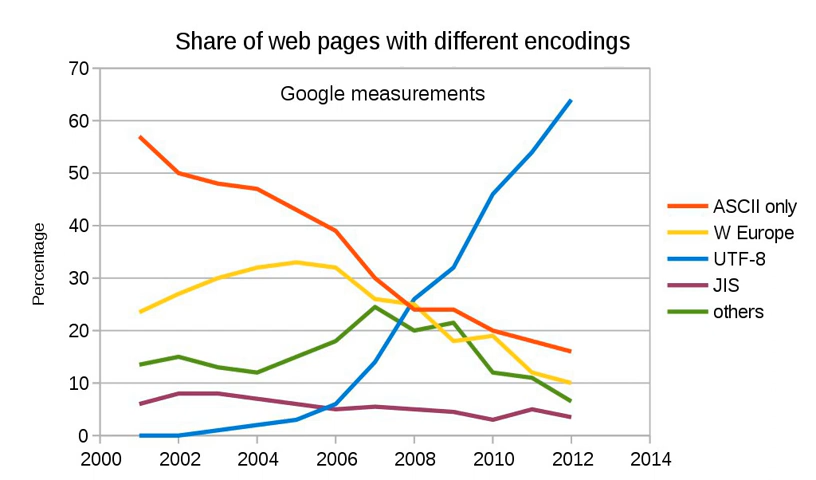 Share of web pages with different encodings
Google measurements
Percentage
70
60
50
40
30
20
10
0
2000 2002 2004 2006 2008 2010 2012 2014
ASCII only
W Europe
UTF-8
JIS
others